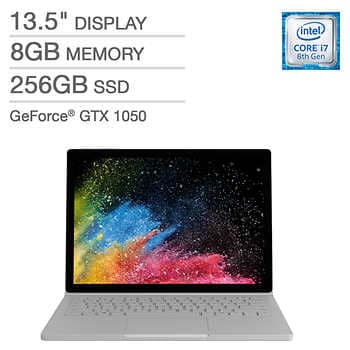 13.5" DISPLAY
8GB MEMORY
256GB SSD
GeForce® GTX 1050
intel
CORE i7
8th Gen